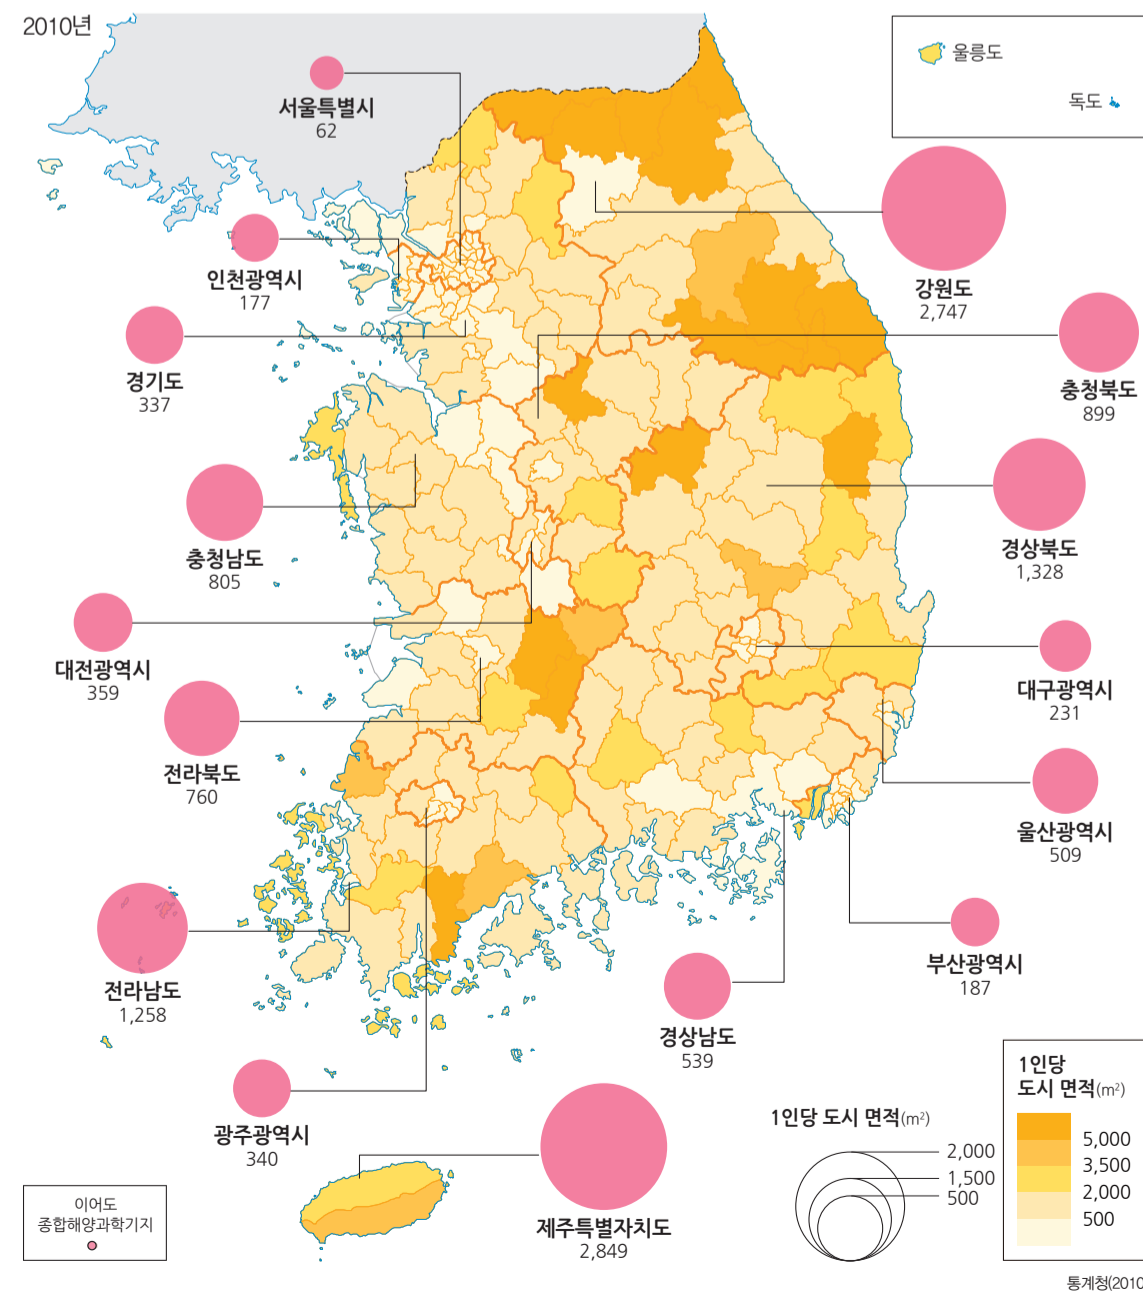 2010년
울릉도
독도
서울특별시
62
인천광역시
177
경기도
337
강원도
2,747
충청북도
899
충청남도
805
경상북도
1,328
대전광역시
359
대구광역시
231
전라북도
760
울산광역시
509
전라남도
1,258
부산광역시
187
경상남도
539
광주광역시
340
제주특별자치도
2,849
이어도
종합해양과학기지
1인당 도시 면적(m²)
2,000
1,500
500
1인당
도시 면적(m²)
5,000
3,500
2,000
500
통계청(2010